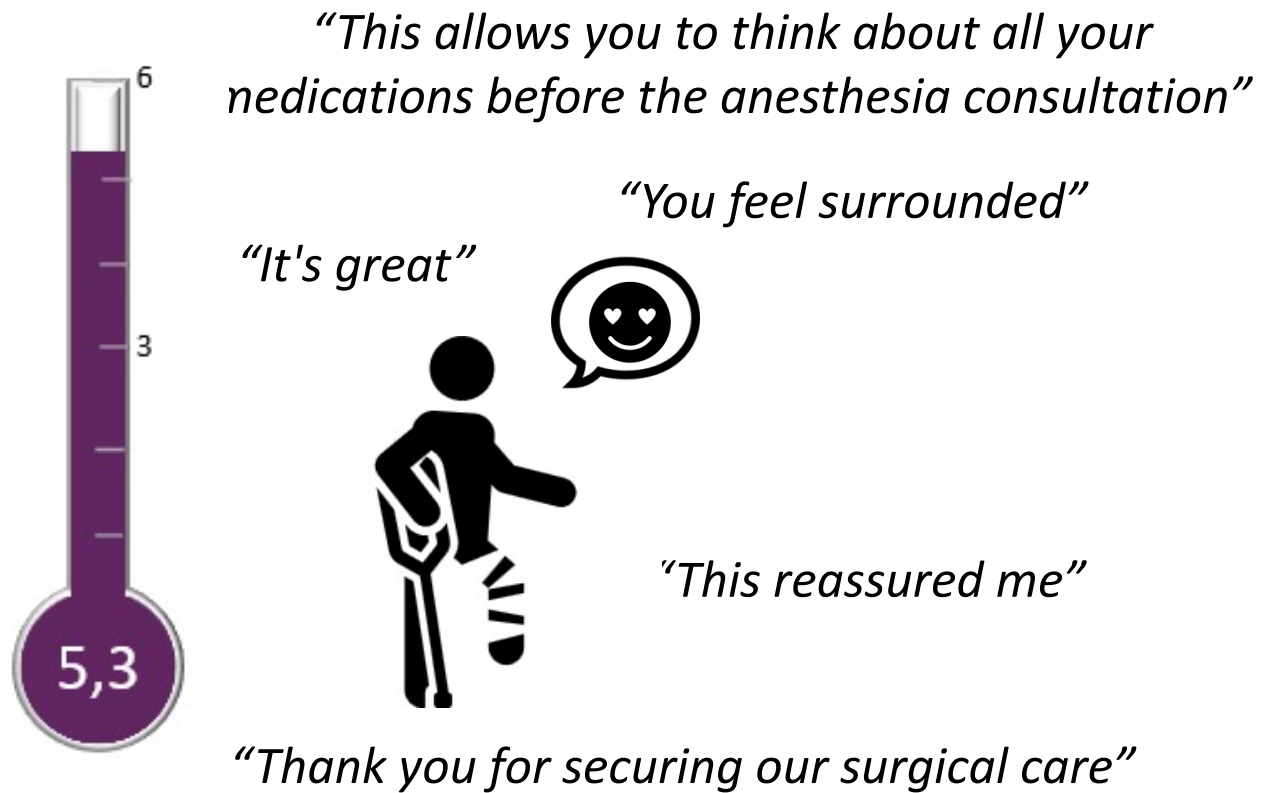 “This allows you to think about all your
medications before the anesthesia consultation”
6
“You feel surrounded”
“It's great”
3
“This reassured me”
5,3
“Thank you for securing our surgical care”